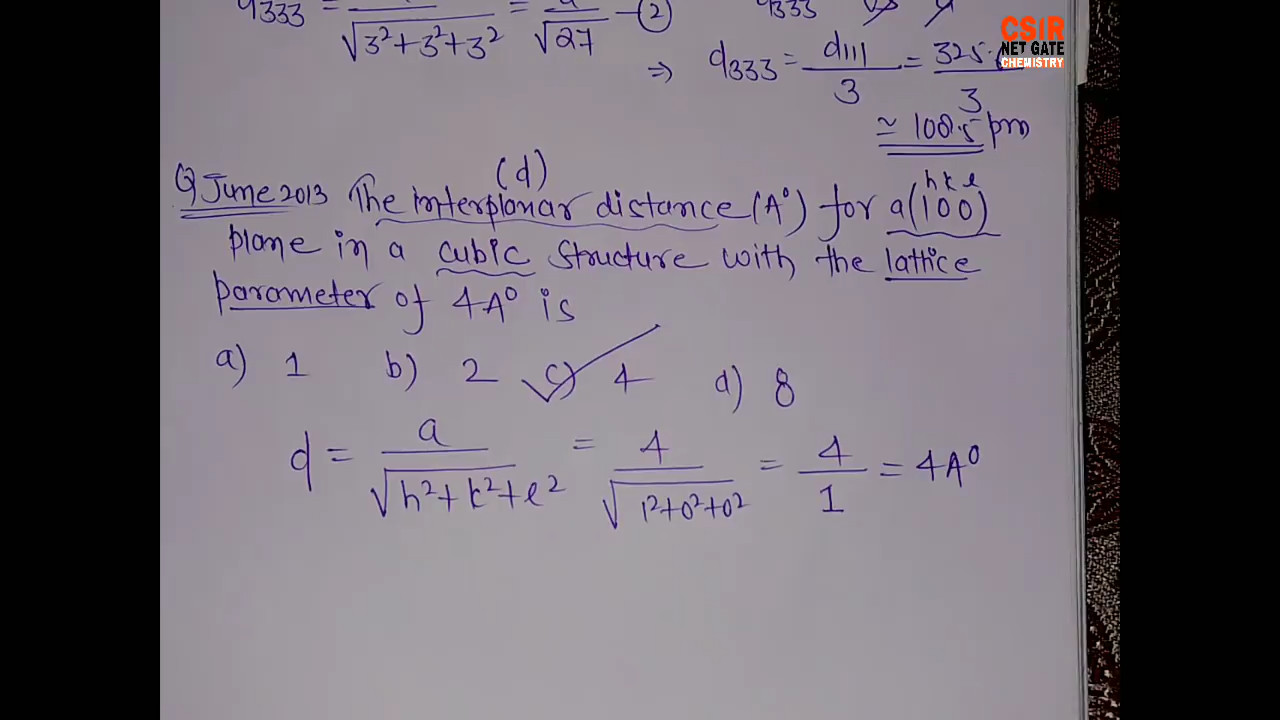 d333 = = — = a/√27 —(2)
√3²+3²+3²
CSIR
NET GATE
CHEMISTRY
⇒ d333 = d111/3 = 325./3
≃ 108.5 pm
(d) h k l
Q June 2013 The interplanar distance (A°) for a(100)
plane in a cubic structure with the lattice
parameter of 4A° is
a) 1 b) 2 c) 4 d) 8
d = a/√h²+k²+l² = 4/√1²+0²+0² = 4/1 = 4A°